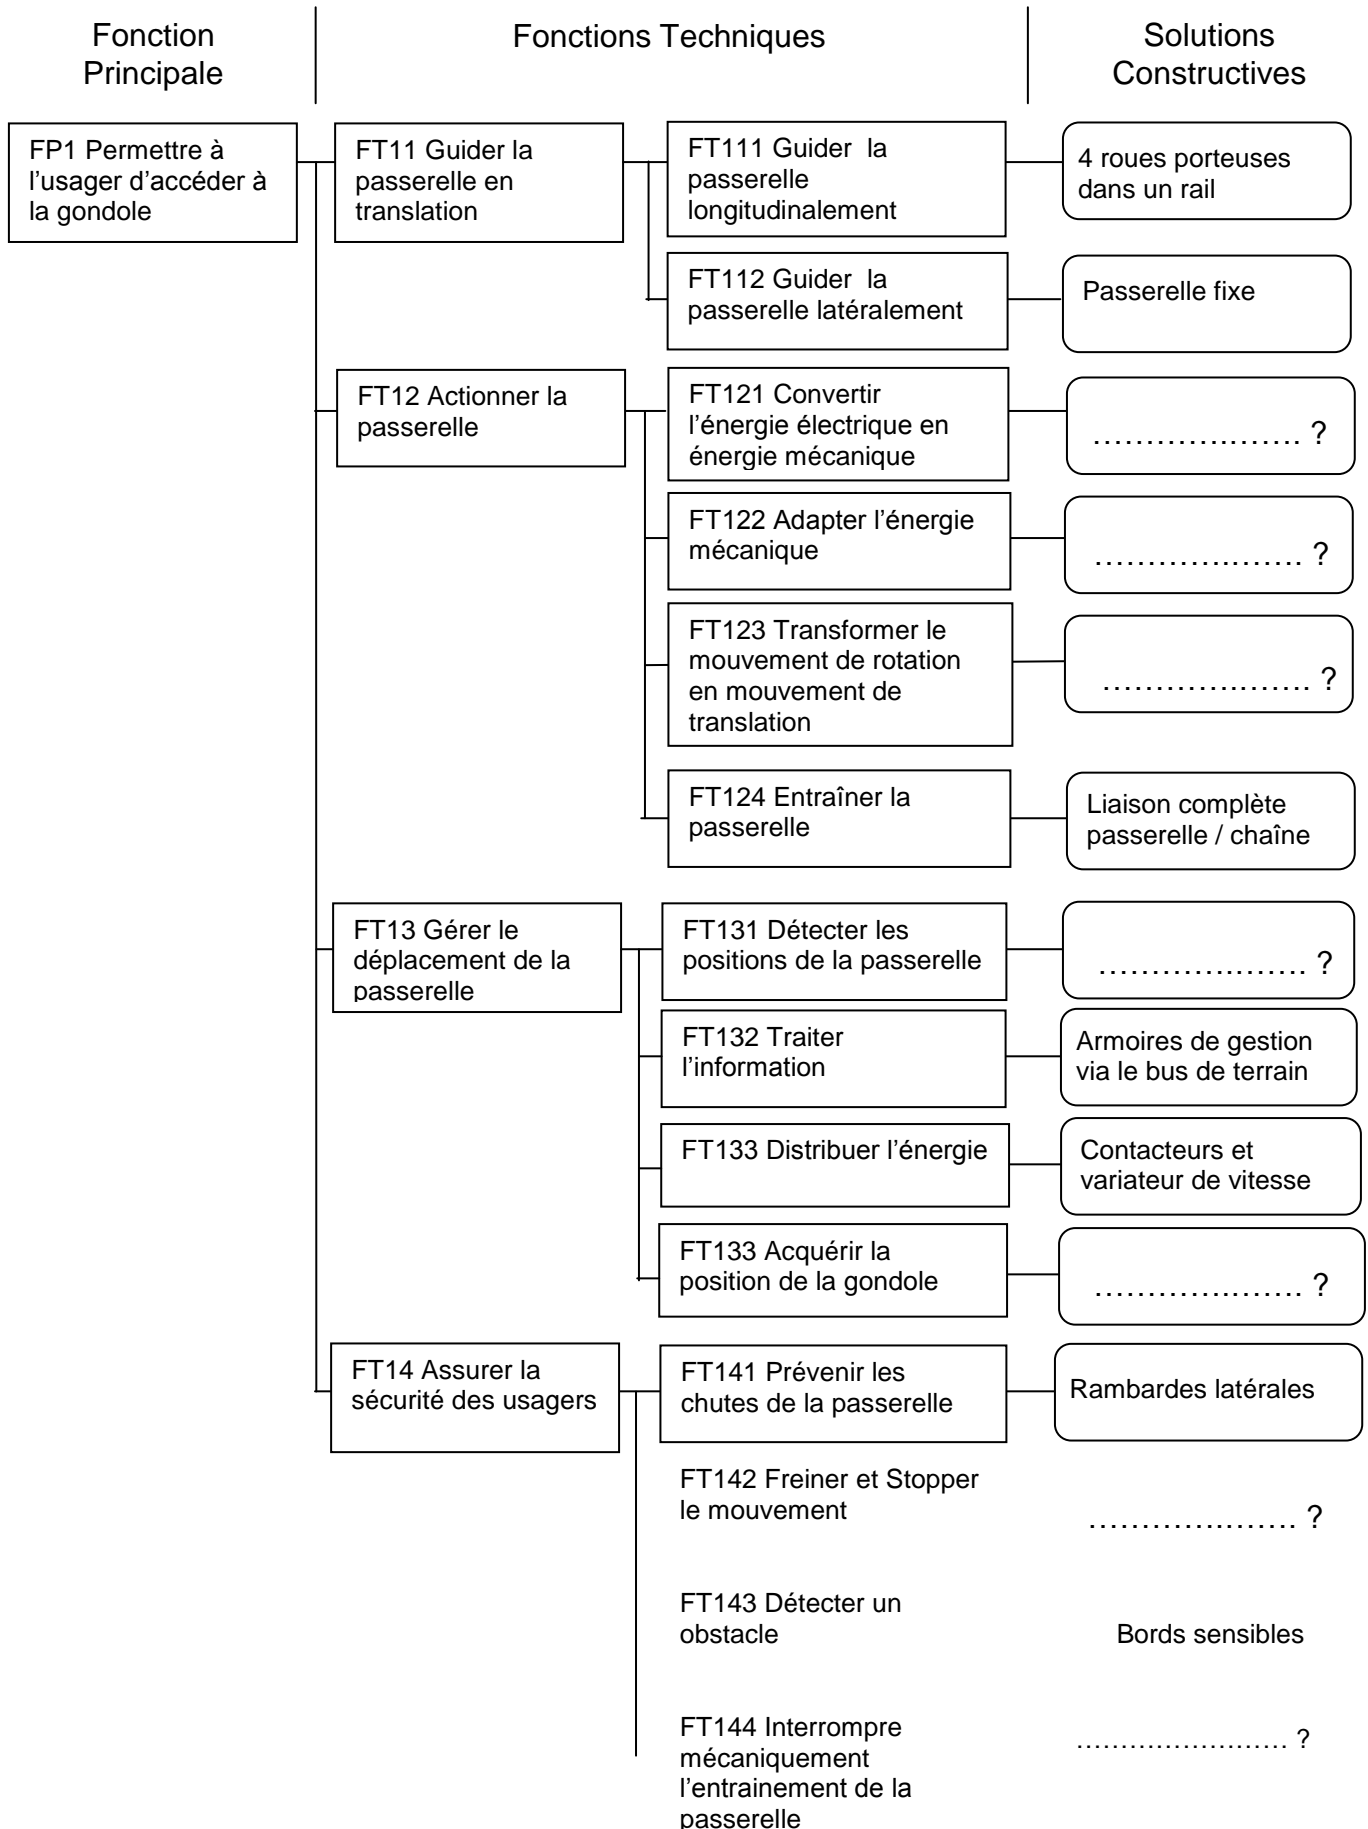 Fonction
Principale
Fonctions Techniques
Solutions
Constructives
FP1 Permettre à
l’usager d’accéder à
la gondole
FT11 Guider la
passerelle en
translation
FT111 Guider  la
passerelle
longitudinalement
4 roues porteuses
dans un rail
FT112 Guider  la
passerelle latéralement
Passerelle fixe
FT12 Actionner la
passerelle
FT121 Convertir
l’énergie électrique en
énergie mécanique
…………..……. ?
FT122 Adapter l’énergie
mécanique
…………..……. ?
FT123 Transformer le
mouvement de rotation
en mouvement de
translation
…………..……. ?
FT124 Entraîner la
passerelle
Liaison complète
passerelle / chaîne
FT13 Gérer le
déplacement de la
passerelle
FT131 Détecter les
positions de la passerelle
…………..……. ?
FT132 Traiter
l’information
Armoires de gestion
via le bus de terrain
FT133 Distribuer l’énergie
Contacteurs et
variateur de vitesse
FT133 Acquérir la
position de la gondole
…………..……. ?
FT14 Assurer la
sécurité des usagers
FT141 Prévenir les
chutes de la passerelle
Rambardes latérales
FT142 Freiner et Stopper
le mouvement
…………..……. ?
FT143 Détecter un
obstacle
Bords sensibles
FT144 Interrompre
mécaniquement
l’entrainement de la
passerelle
…………..………. ?